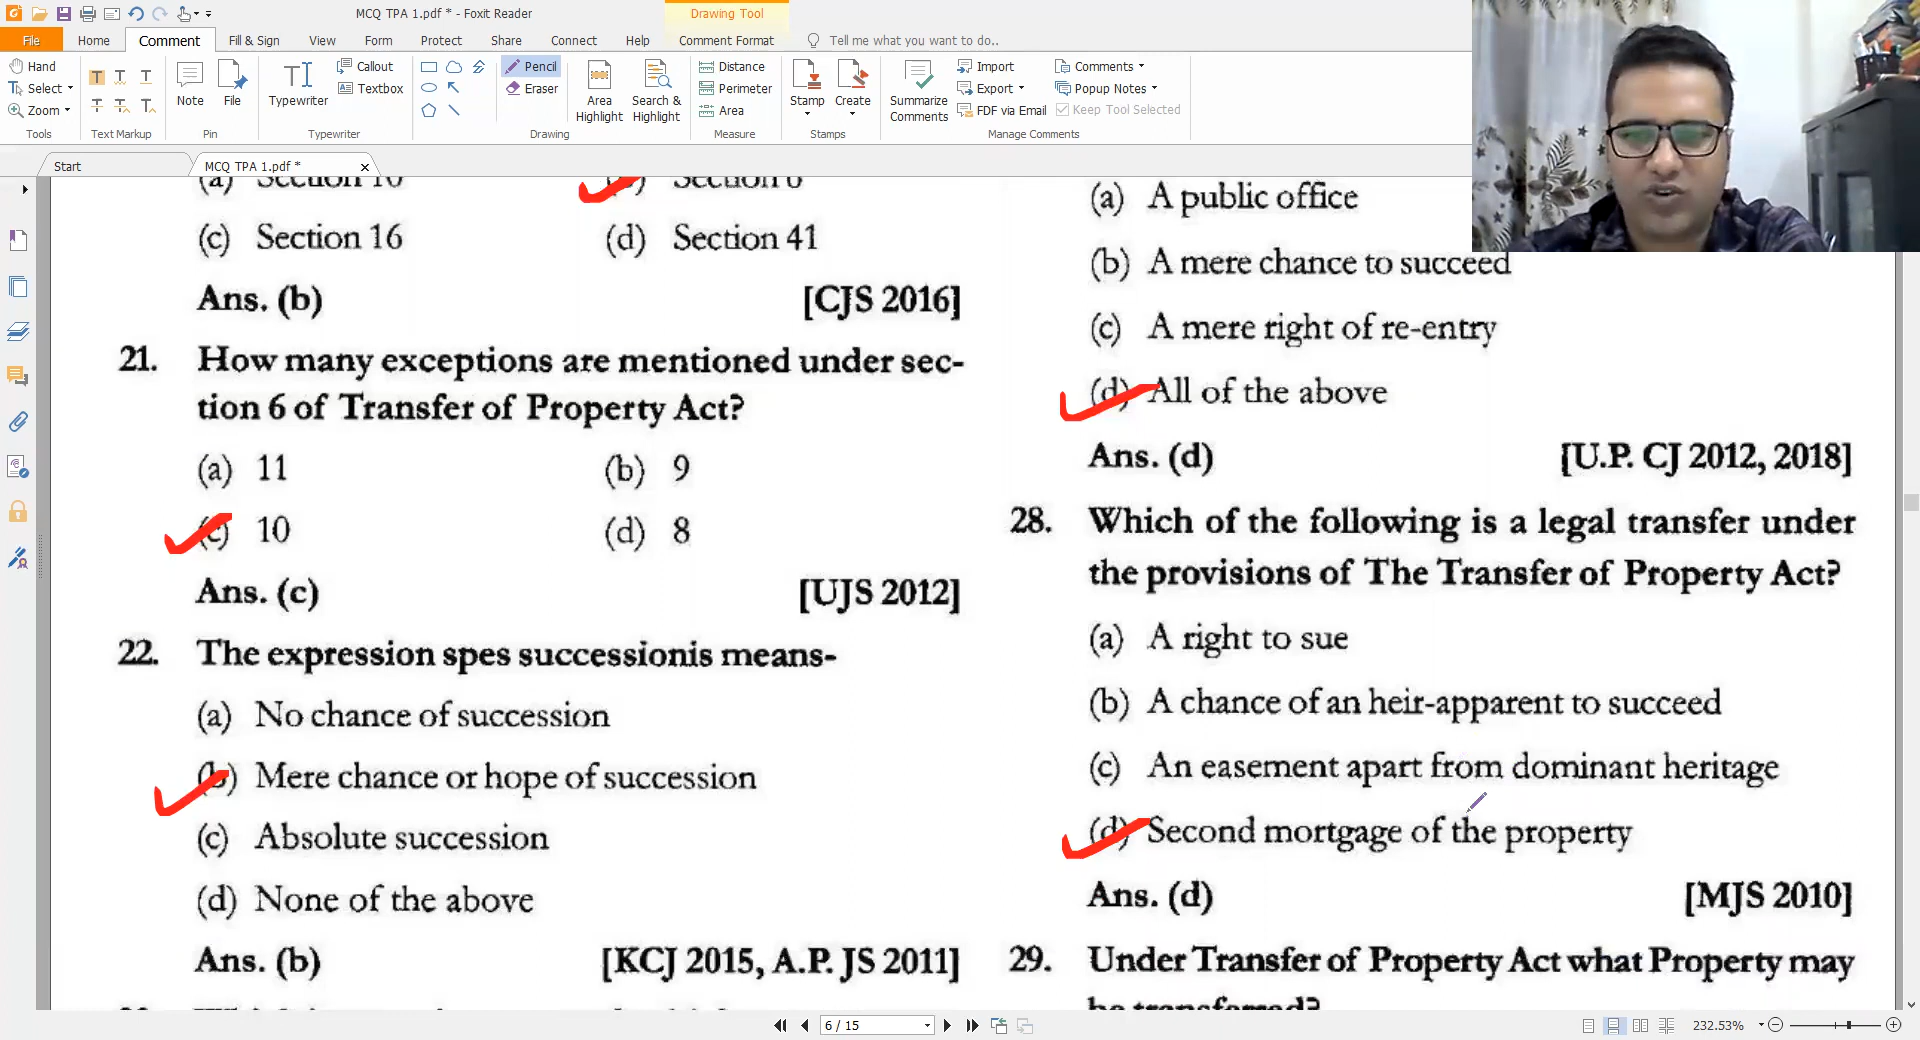 MCQ TPA 1.pdf * - Foxit Reader
Drawing Tool
File
Home
Comment
Fill & Sign
View
Form
Protect
Share
Connect
Help
Comment Format
Tell me what you want to do..
Hand
Select
Zoom
Tools
Text Markup
Note
File
Pin
Typewriter
Callout
Textbox
Typewriter
Pencil
Eraser
Drawing
Area
Highlight
Search &
Highlight
Distance
Perimeter
Area
Measure
Stamp
Create
Stamps
Summarize
Comments
Import
Export
FDF via Email
Comments
Popup Notes
Keep Tool Selected
Manage Comments
Start
MCQ TPA 1.pdf *
(c) Section 16
(d) Section 41
Ans. (b) [CJS 2016]
21. How many exceptions are mentioned under sec-
tion 6 of Transfer of Property Act?
(a) 11
(b) 9
(c) 10
(d) 8
Ans. (c) [UJS 2012]
22. The expression spes successionis means-
(a) No chance of succession
(b) Mere chance or hope of succession
(c) Absolute succession
(d) None of the above
Ans. (b) [KCJ 2015, A.P. JS 2011]
(a) A public office
(b) A mere chance to succeed
(c) A mere right of re-entry
(d) All of the above
Ans. (d) [U.P. CJ 2012, 2018]
28. Which of the following is a legal transfer under
the provisions of The Transfer of Property Act?
(a) A right to sue
(b) A chance of an heir-apparent to succeed
(c) An easement apart from dominant heritage
(d) Second mortgage of the property
Ans. (d) [MJS 2010]
29. Under Transfer of Property Act what Property may
be transferred?
6 / 15
232.53%